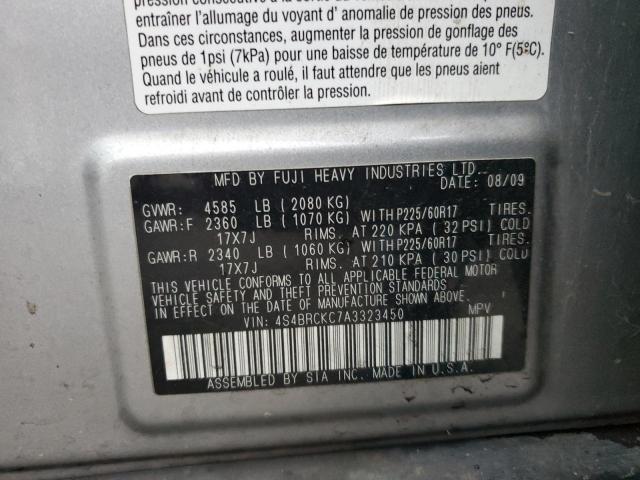 entraîner l'allumage du voyant d' anomalie de pression des pneus.
Dans ces circonstances, augmenter la pression de gonflage des
pneus de 1psi (7kPa) pour une baisse de température de 10° F(5ºC).
Quand le véhicule a roulé, il faut attendre que les pneus aient
refroidi avant de contrôler la pression.
MFD BY FUJI HEAVY INDUSTRIES LTD.
DATE: 08/09
GVWR: 4585 LB ( 2080 KG)
GAWR:F 2360 LB ( 1070 KG) WITH P225/60R17 TIRES.
17X7J RIMS. AT 220 KPA ( 32 PSI) COLD
GAWR:R 2340 LB ( 1060 KG) WITH P225/60R17 TIRES.
17X7J RIMS. AT 210 KPA ( 30 PSI) COLD
THIS VEHICLE CONFORMS TO ALL APPLICABLE FEDERAL MOTOR
VEHICLE SAFETY AND THEFT PREVENTION STANDARDS
IN EFFECT ON THE DATE OF MANUFACTURE SHOWN ABOVE.
VIN: 4S4BRCKC7A3323450 MPV
ASSEMBLED BY SIA INC. MADE IN U.S.A.